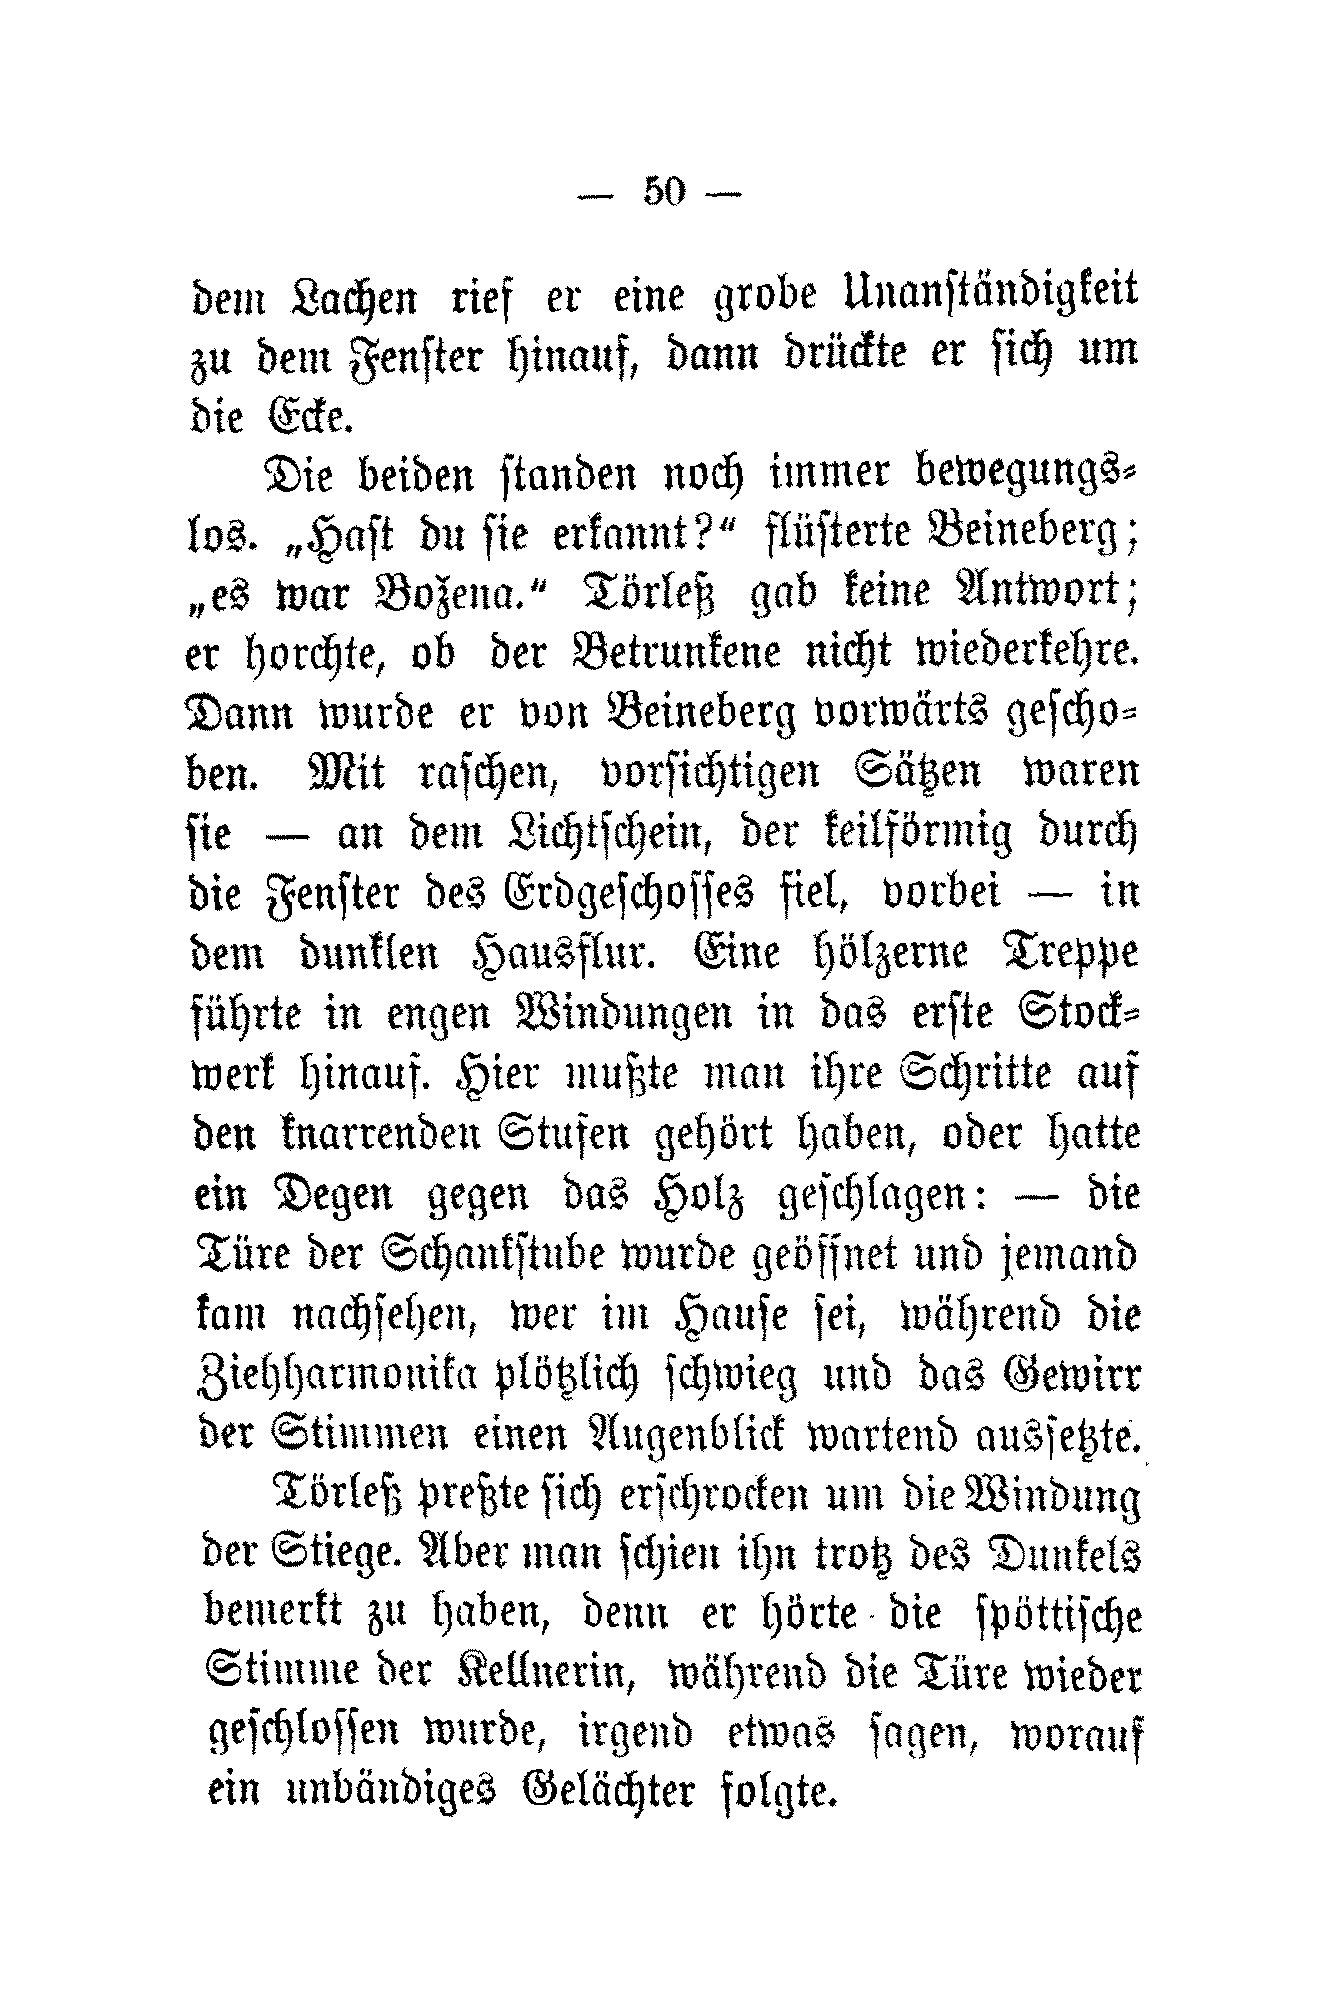 — 50 —
dem Lachen rief er eine grobe Unanständigkeit
zu dem Fenster hinauf, dann drückte er sich um
die Ecke.
Die beiden standen noch immer bewegungs-
los. „Hast du sie erkannt?“ flüsterte Beineberg;
„es war Božena.“ Törleß gab keine Antwort;
er horchte, ob der Betrunkene nicht wiederkehre.
Dann wurde er von Beineberg vorwärts gescho-
ben. Mit raschen, vorsichtigen Sätzen waren
sie — an dem Lichtschein, der keilförmig durch
die Fenster des Erdgeschosses fiel, vorbei — in
dem dunklen Hausflur. Eine hölzerne Treppe
führte in engen Windungen in das erste Stock-
werk hinauf. Hier mußte man ihre Schritte auf
den knarrenden Stufen gehört haben, oder hatte
ein Degen gegen das Holz geschlagen: — die
Türe der Schankstube wurde geöffnet und jemand
kam nachsehen, wer im Hause sei, während die
Ziehharmonika plötzlich schwieg und das Gewirr
der Stimmen einen Augenblick wartend aussetzte.
Törleß preßte sich erschrocken um die Windung
der Stiege. Aber man schien ihn trotz des Dunkels
bemerkt zu haben, denn er hörte die spöttische
Stimme der Kellnerin, während die Türe wieder
geschlossen wurde, irgend etwas sagen, worauf
ein unbändiges Gelächter folgte.